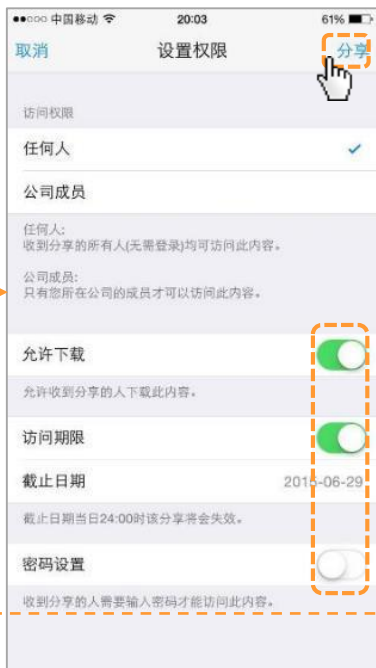 中国移动 20:03 61%
取消 设置权限 分享
访问权限
任何人
公司成员
任何人:
收到分享的所有人(无需登录)均可访问此内容。
公司成员:
只有您所在公司的成员才可以访问此内容。
允许下载
允许收到分享的人下载此内容。
访问期限
截止日期 2015-06-29
截止日期当日24:00时该分享将会失效。
密码设置
收到分享的人需要输入密码才能访问此内容。